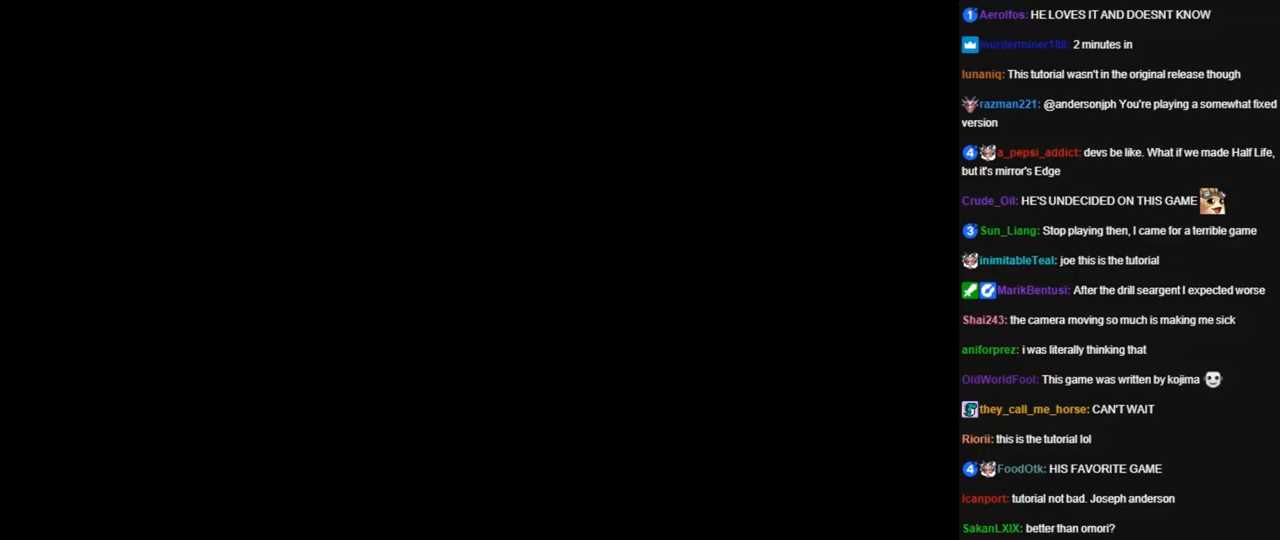 Aerolfos: HE LOVES IT AND DOESNT KNOW
murderminer188: 2 minutes in
lunaniq: This tutorial wasn't in the original release though
razman221: @andersonjph You're playing a somewhat fixed
version
a_pepsi_addict: devs be like. What if we made Half Life,
but it's mirror's Edge
Crude_Oil: HE'S UNDECIDED ON THIS GAME
Sun_Liang: Stop playing then, I came for a terrible game
inimitableTeal: joe this is the tutorial
MarikBentusi: After the drill seargent I expected worse
Shai243: the camera moving so much is making me sick
aniforprez: i was literally thinking that
OldWorldFool: This game was written by kojima
they_call_me_horse: CAN'T WAIT
Riorii: this is the tutorial lol
FoodOtk: HIS FAVORITE GAME
Icanport: tutorial not bad. Joseph anderson
SakanLXIX: better than omori?